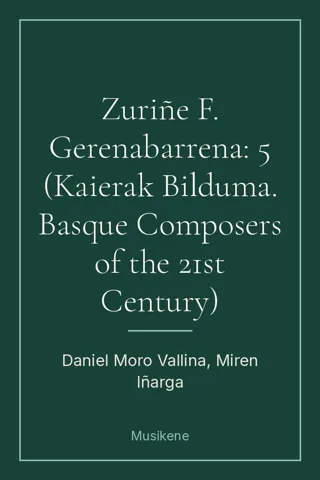 Zuriñe F.
Gerenabarrena: 5
(Kaierak Bilduma.
Basque Composers
of the 21st
Century)
Daniel Moro Vallina, Miren
Iñarga
Musikene